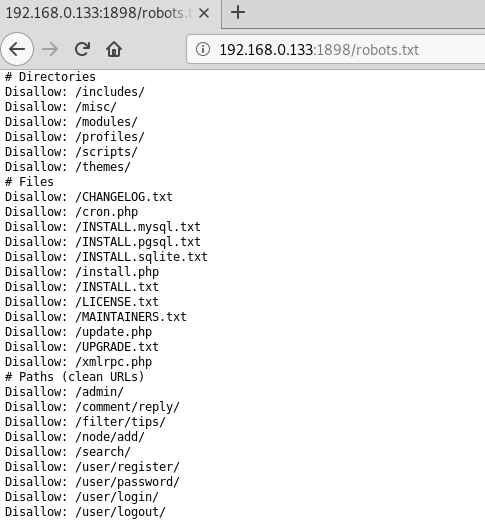 192.168.0.133:1898/robots.t
192.168.0.133:1898/robots.txt
# Directories
Disallow: /includes/
Disallow: /misc/
Disallow: /modules/
Disallow: /profiles/
Disallow: /scripts/
Disallow: /themes/
# Files
Disallow: /CHANGELOG.txt
Disallow: /cron.php
Disallow: /INSTALL.mysql.txt
Disallow: /INSTALL.pgsql.txt
Disallow: /INSTALL.sqlite.txt
Disallow: /install.php
Disallow: /INSTALL.txt
Disallow: /LICENSE.txt
Disallow: /MAINTAINERS.txt
Disallow: /update.php
Disallow: /UPGRADE.txt
Disallow: /xmlrpc.php
# Paths (clean URLs)
Disallow: /admin/
Disallow: /comment/reply/
Disallow: /filter/tips/
Disallow: /node/add/
Disallow: /search/
Disallow: /user/register/
Disallow: /user/password/
Disallow: /user/login/
Disallow: /user/logout/